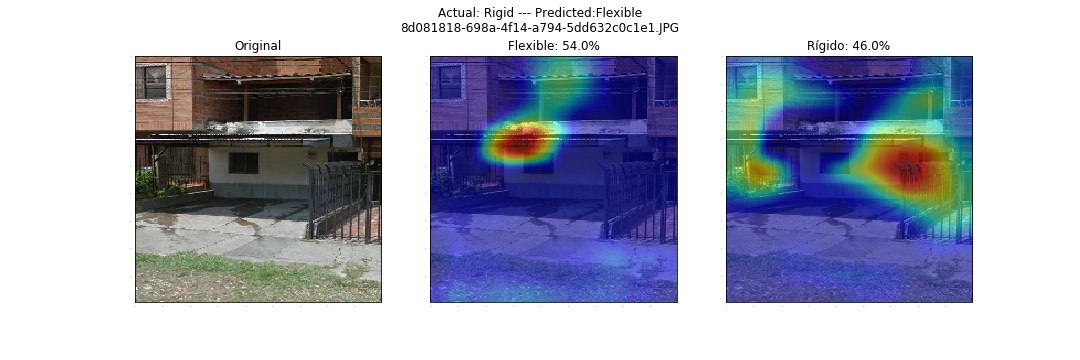 Actual: Rigid --- Predicted:Flexible
8d081818-698a-4f14-a794-5dd632c0c1e1.JPG
Original
Flexible: 54.0%
Rígido: 46.0%